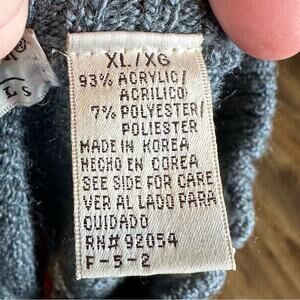 XL/XG
93% ACRYLIC/
ACRILICO
7% POLYESTER/
POLIESTER
MADE IN KOREA
HECHO EN COREA
SEE SIDE FOR CARE
VER AL LADO PARA
CUIDADO
RN# 92054
F-5-2
LS